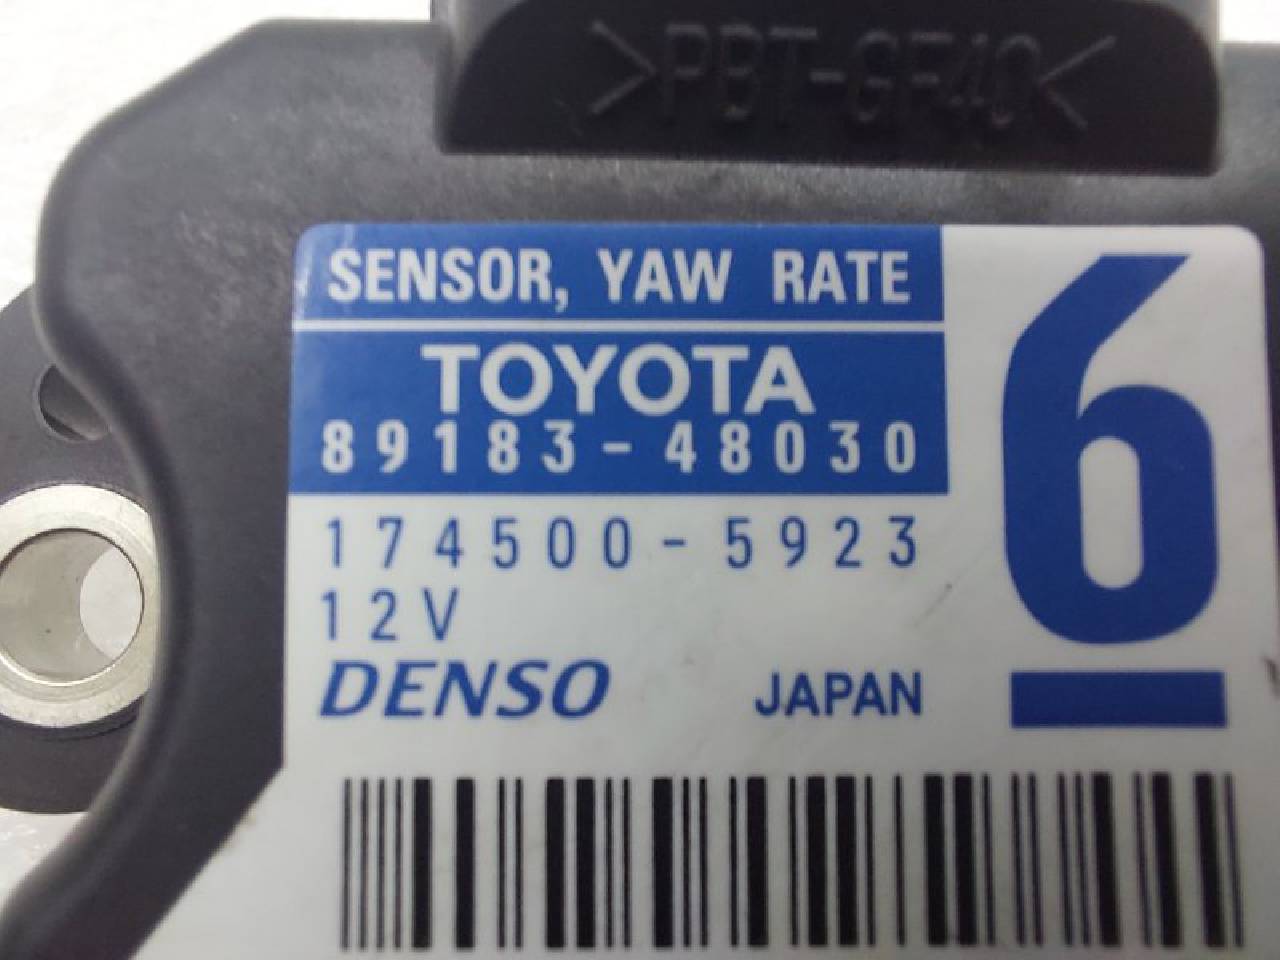 >PBT-GF40<
SENSOR, YAW RATE
TOYOTA
89183-48030
174500-5923
12V
DENSO JAPAN
6